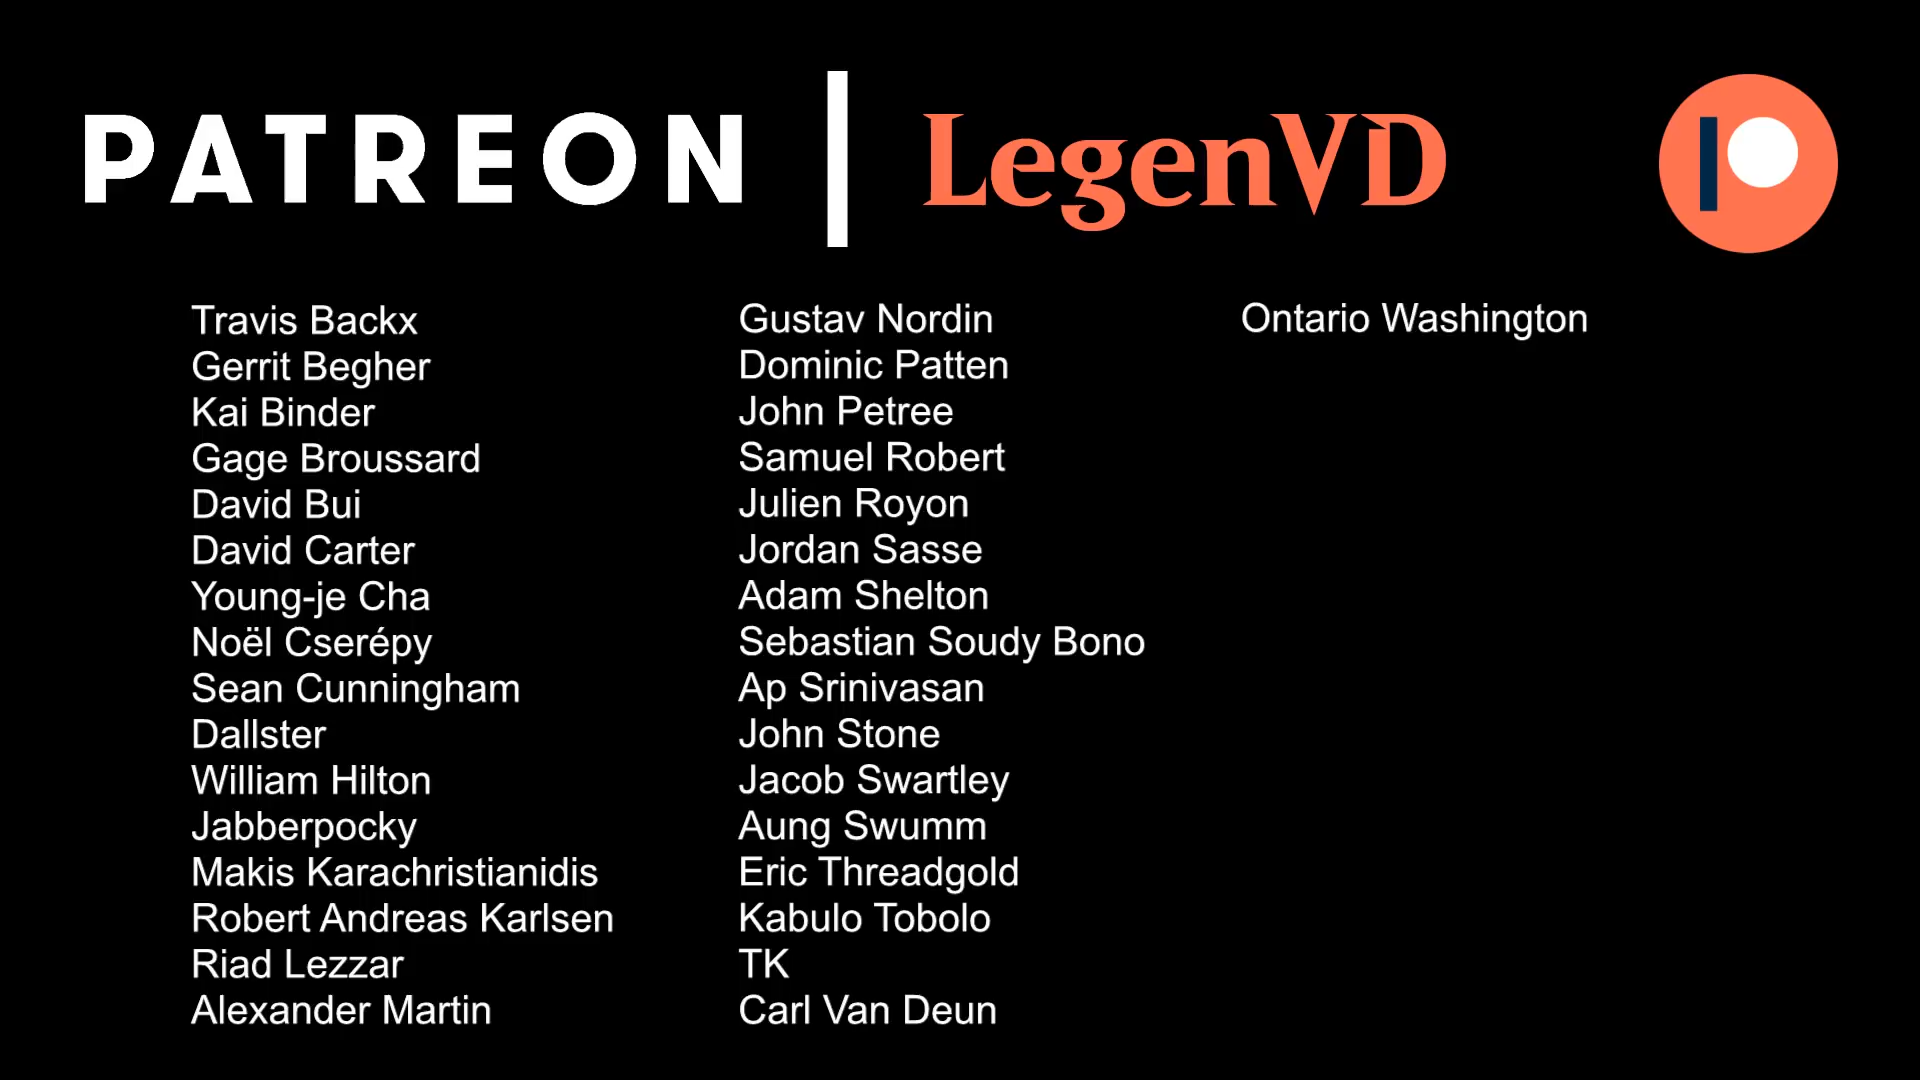 PATREON | LegenVD
Travis Backx
Gerrit Begher
Kai Binder
Gage Broussard
David Bui
David Carter
Young-je Cha
Noël Cserépy
Sean Cunningham
Dallster
William Hilton
Jabberpocky
Makis Karachristianidis
Robert Andreas Karlsen
Riad Lezzar
Alexander Martin
Gustav Nordin
Dominic Patten
John Petree
Samuel Robert
Julien Royon
Jordan Sasse
Adam Shelton
Sebastian Soudy Bono
Ap Srinivasan
John Stone
Jacob Swartley
Aung Swumm
Eric Threadgold
Kabulo Tobolo
TK
Carl Van Deun
Ontario Washington